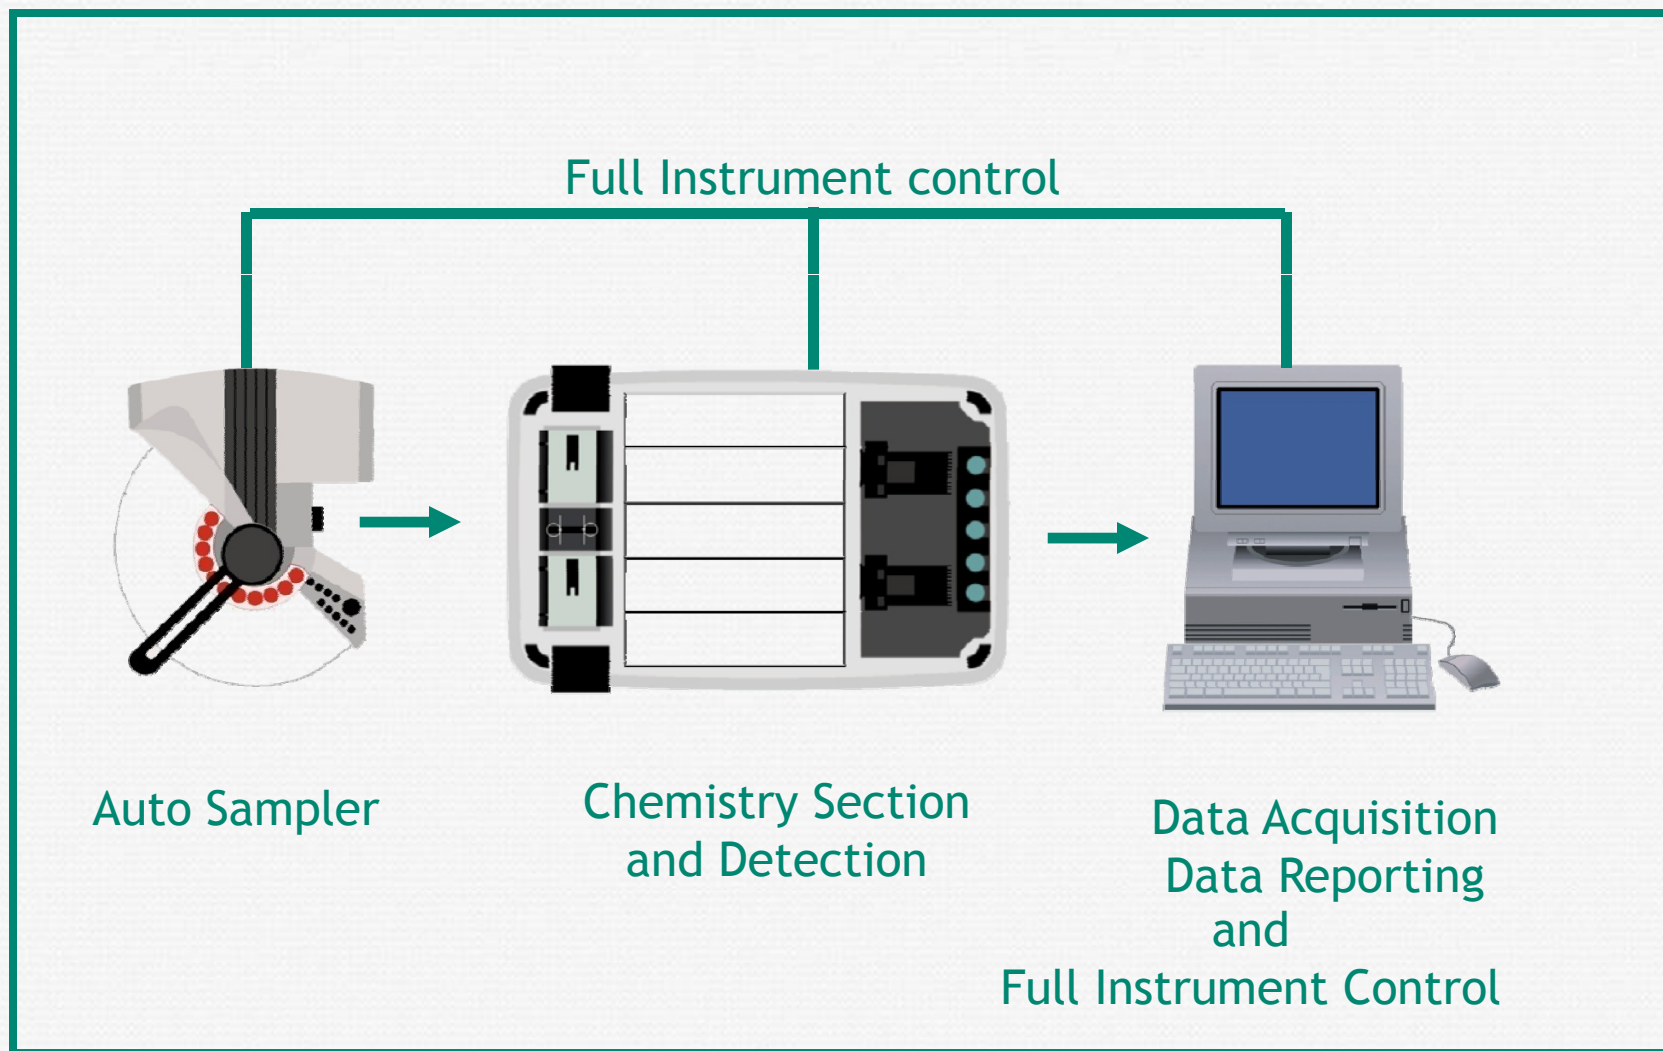 Full Instrument control
Auto Sampler
Chemistry Section
and Detection
Data Acquisition
Data Reporting
and
Full Instrument Control